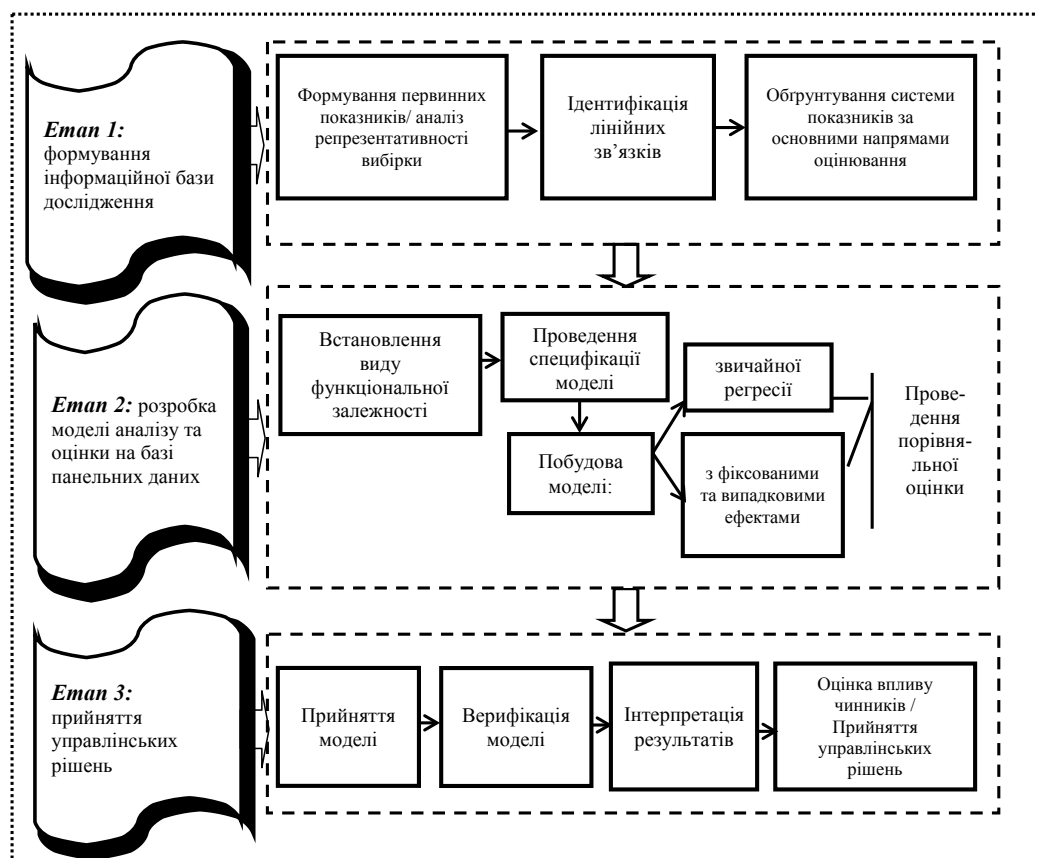 Етап 1:
формування
інформаційної бази
дослідження
Формування первинних
показників/ аналіз
репрезентативності
вибірки
Ідентифікація
лінійних
зв’язків
Обґрунтування системи
показників за
основними напрямами
оцінювання
Етап 2: розробка
моделі аналізу та
оцінки на базі
панельних даних
Встановлення
виду
функціональної
залежності
Проведення
специфікації
моделі
Побудова
моделі:
звичайної
регресії
з фіксованими
та випадковими
ефектами
Прове-
дення
порівня-
льної
оцінки
Етап 3:
прийняття
управлінських
рішень
Прийняття
моделі
Верифікація
моделі
Інтерпретація
результатів
Оцінка впливу
чинників /
Прийняття
управлінських
рішень